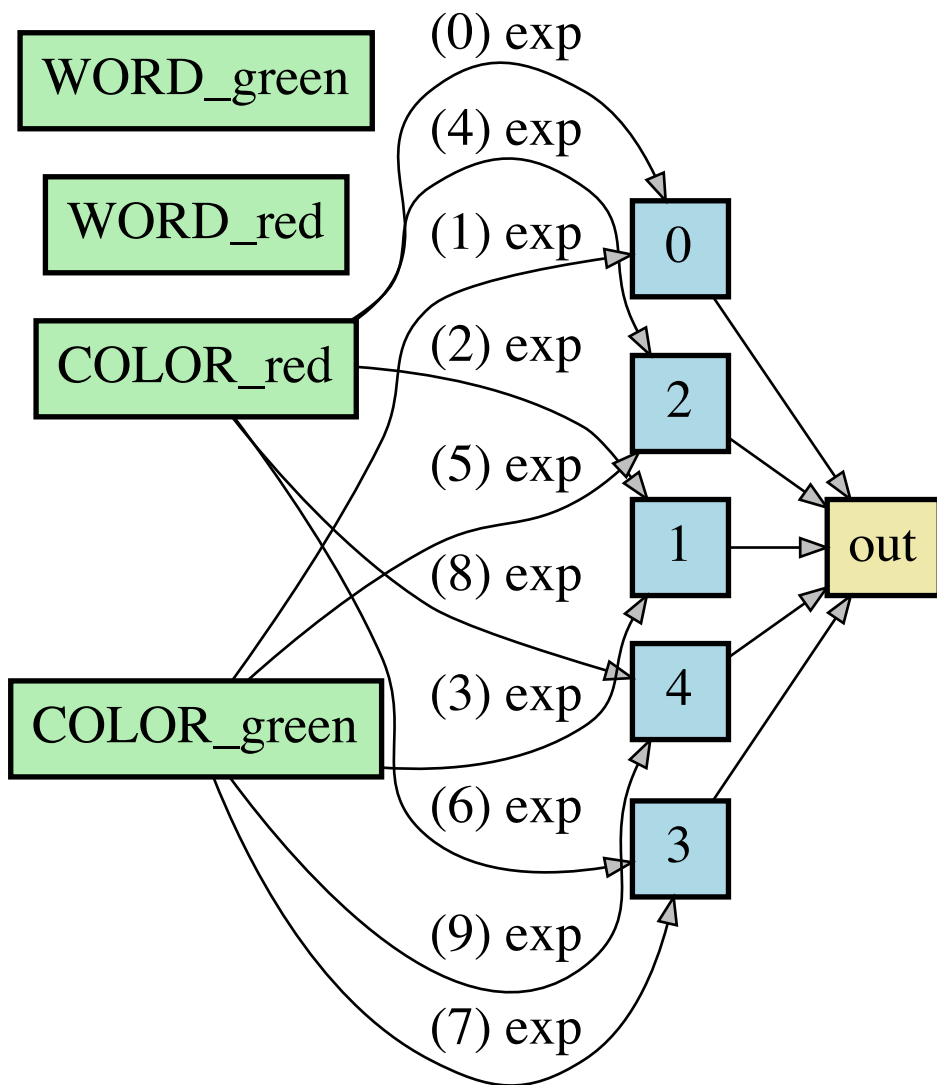 WORD_green
WORD_red
COLOR_red
COLOR_green
(0) exp
(4) exp
(1) exp
(2) exp
(5) exp
(8) exp
(3) exp
(6) exp
(9) exp
(7) exp
0
2
1
4
3
out